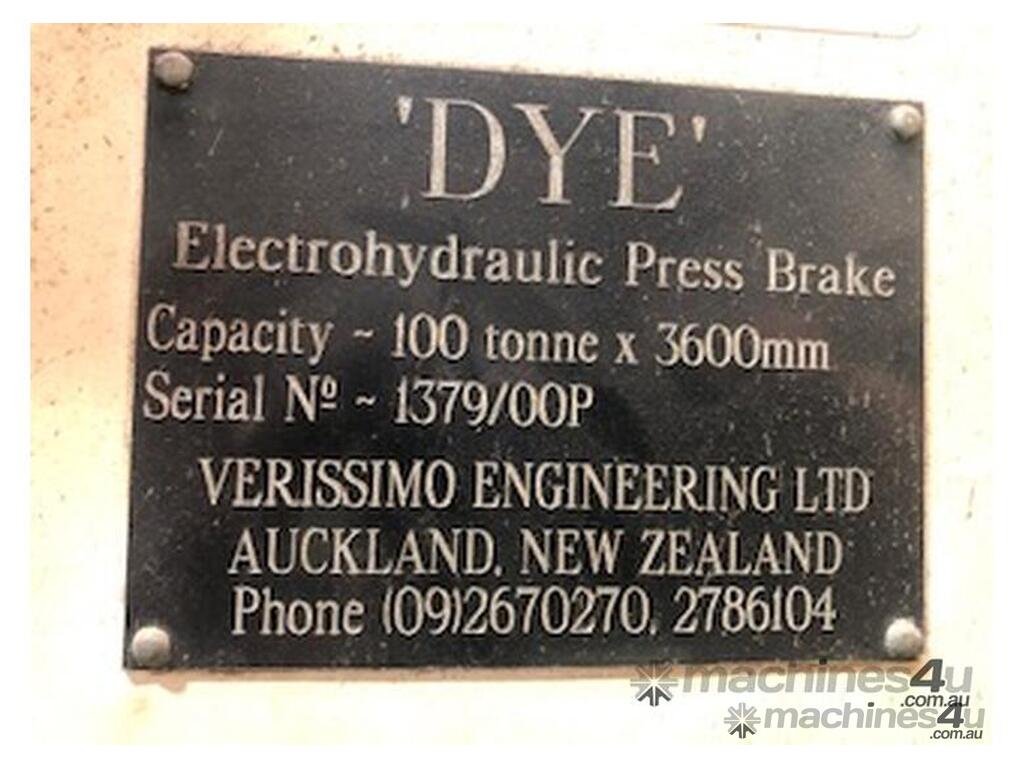 'DYE'
Electrohydraulic Press Brake
Capacity ~ 100 tonne x 3600mm
Serial Nº ~ 1379/00P
VERISSIMO ENGINEERING LTD
AUCKLAND, NEW ZEALAND
Phone (09)2670270, 2786104
machines4u
.com.au
machines4u
.com.au